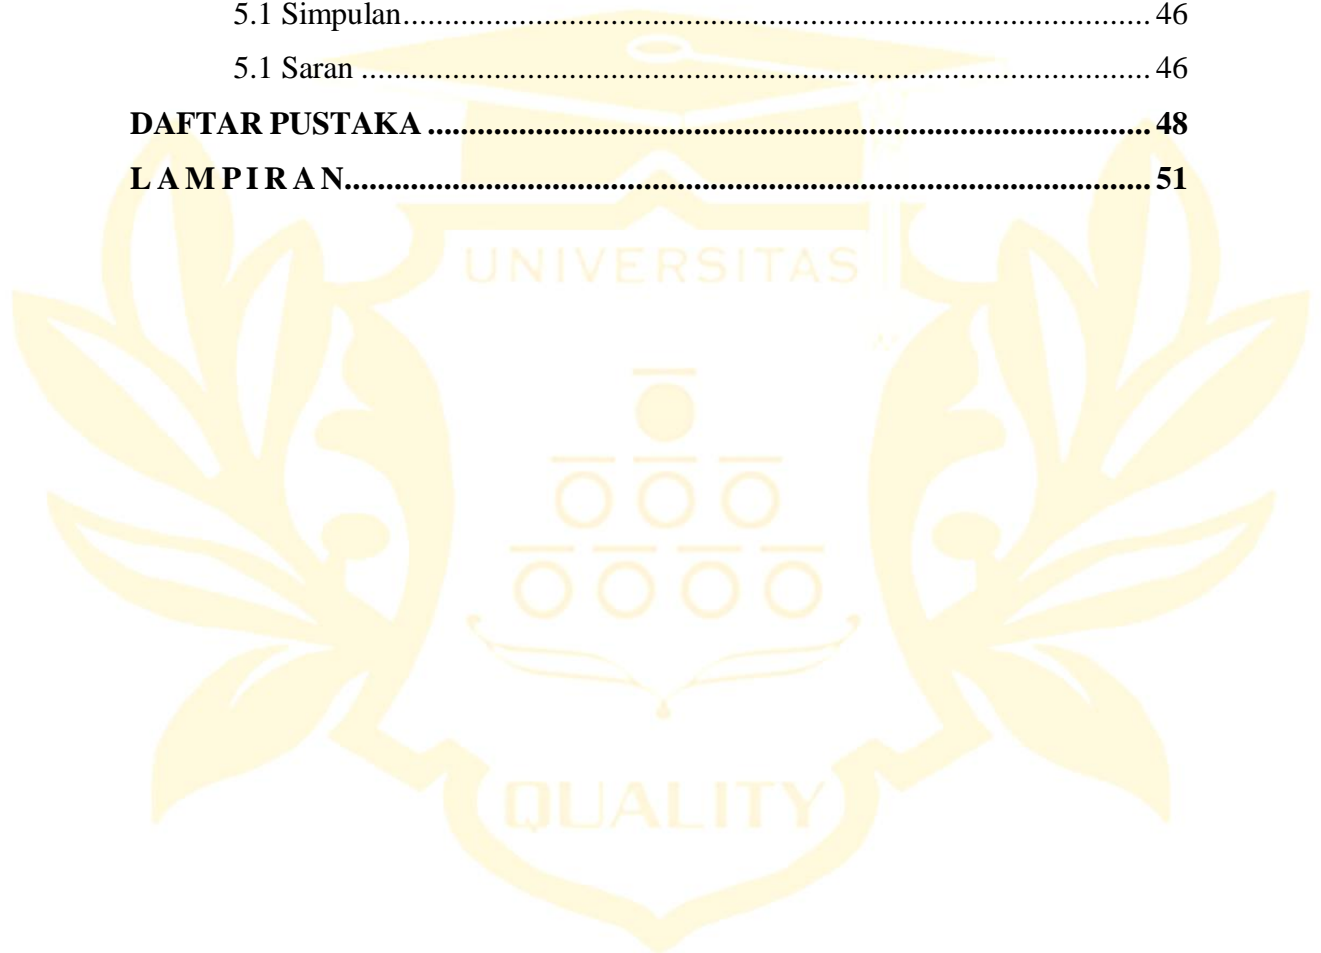 5.1 Simpulan.............................................................................................. 46
5.1 Saran ................................................................................................... 46
DAFTAR PUSTAKA ....................................................................................... 48
L A M P I R A N................................................................................................. 51
UNIVERSITAS
QUALITY